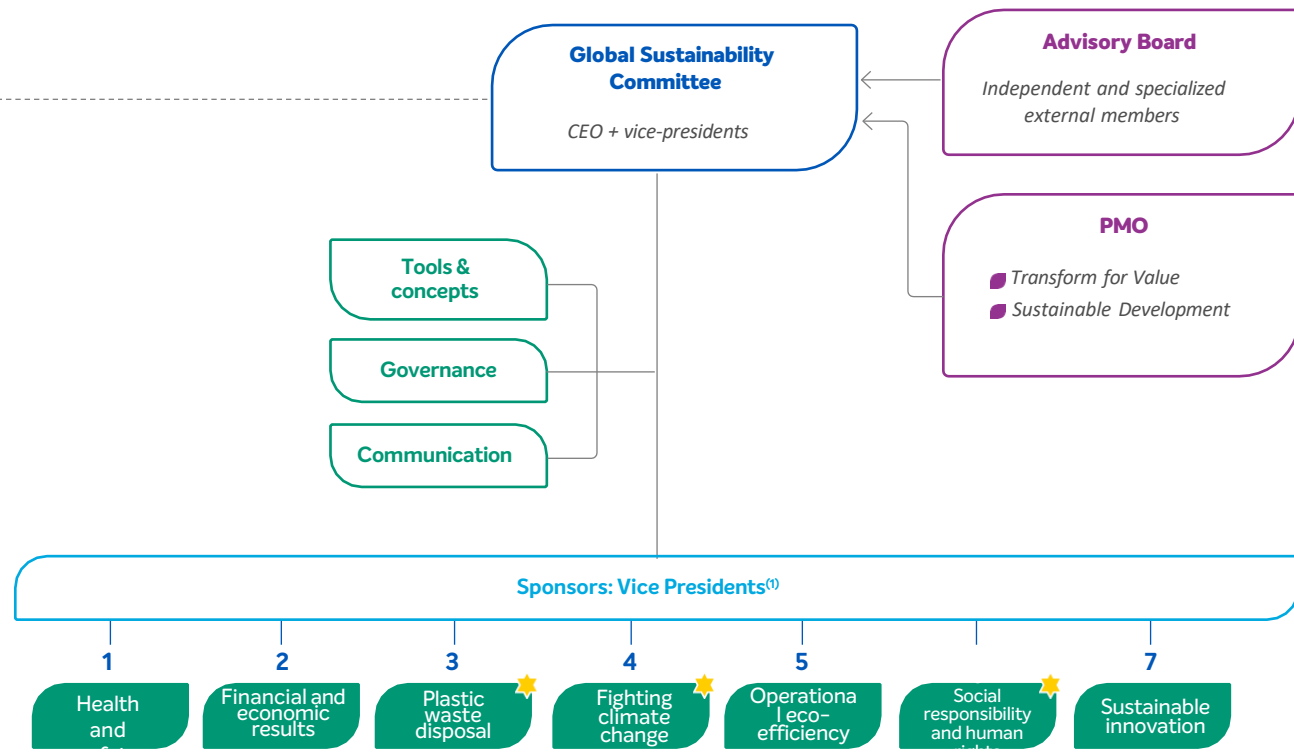 Global Sustainability
Committee
CEO + vice-presidents
Advisory Board
Independent and specialized
external members
PMO
Transform for Value
Sustainable Development
Tools &
concepts
Governance
Communication
Sponsors: Vice Presidents(1)
1
2
3
4
5
7
Health
and
Financial and
economic
results
Plastic
waste
disposal
Fighting
climate
change
Operationa
l eco-
efficiency
Social
responsibility
and human
rights
Sustainable
innovation